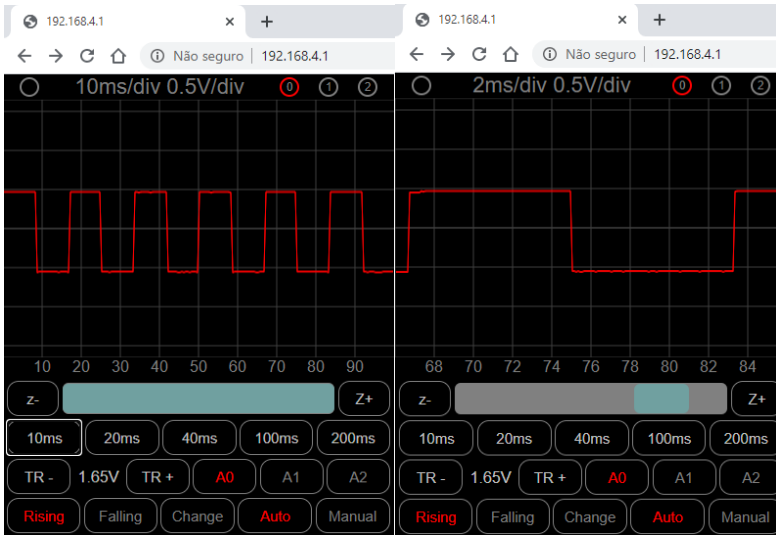 192.168.4.1 × +
Não seguro 192.168.4.1
10ms/div 0.5V/div 0 1 2
10 20 30 40 50 60 70 80 90
z- Z+
10ms 20ms 40ms 100ms 200ms
TR - 1.65V TR + A0 A1 A2
Rising Falling Change Auto Manual
192.168.4.1 × +
Não seguro 192.168.4.1
2ms/div 0.5V/div 0 1 2
68 70 72 74 76 78 80 82 84
z- Z+
10ms 20ms 40ms 100ms 200ms
TR - 1.65V TR + A0 A1 A2
Rising Falling Change Auto Manual